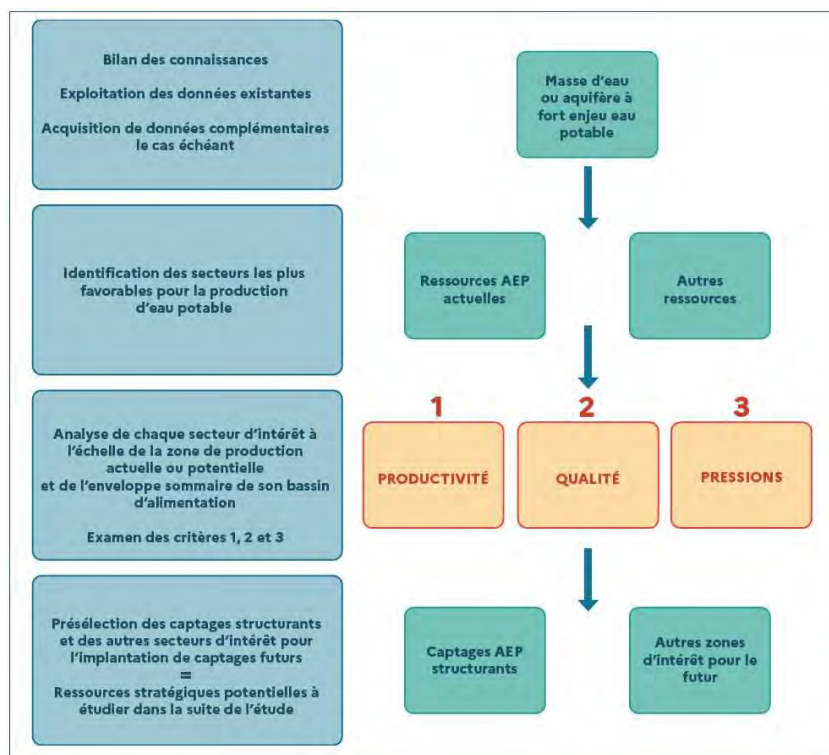 Bilan des connaissances
Exploitation des données existantes
Acquisition de données complémentaires
le cas échéant
Masse d'eau
ou aquifère à
fort enjeu eau
potable
Identification des secteurs les plus
favorables pour la production
d'eau potable
Ressources AEP
actuelles
Autres
ressources
Analyse de chaque secteur d'intérêt à
l'échelle de la zone de production
actuelle ou potentielle
et de l'enveloppe sommaire de son bassin
d'alimentation
Examen des critères 1, 2 et 3
1
PRODUCTIVITÉ
2
QUALITÉ
3
PRESSIONS
Présélection des captages structurants
et des autres secteurs d'intérêt pour
l'implantation de captages futurs
=
Ressources stratégiques potentielles à
étudier dans la suite de l'étude
Captages AEP
structurants
Autres zones
d'intérêt pour le
futur